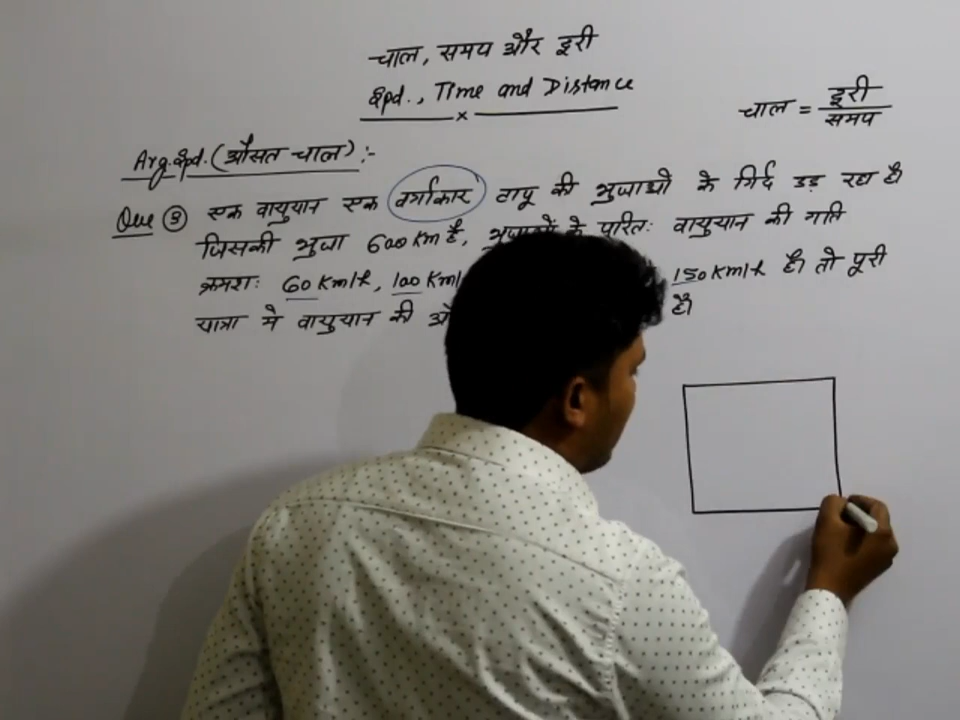 चाल, समय और दूरी
Spd., Time and Distance
चाल = दूरी
समय
Avg. Spd. (औसत चाल) :-
Que ③ एक वायुयान एक वर्गाकार टापू की भुजाओ के गिर्द उड़ रहा है।
जिसकी भुजा 600 Km है, भुजाओं के परितः वायुयान की गति
क्रमशः 60 Km/h, 100 Km/ 150 Km/h है। तो पूरी
यात्रा मे वायुयान की है।